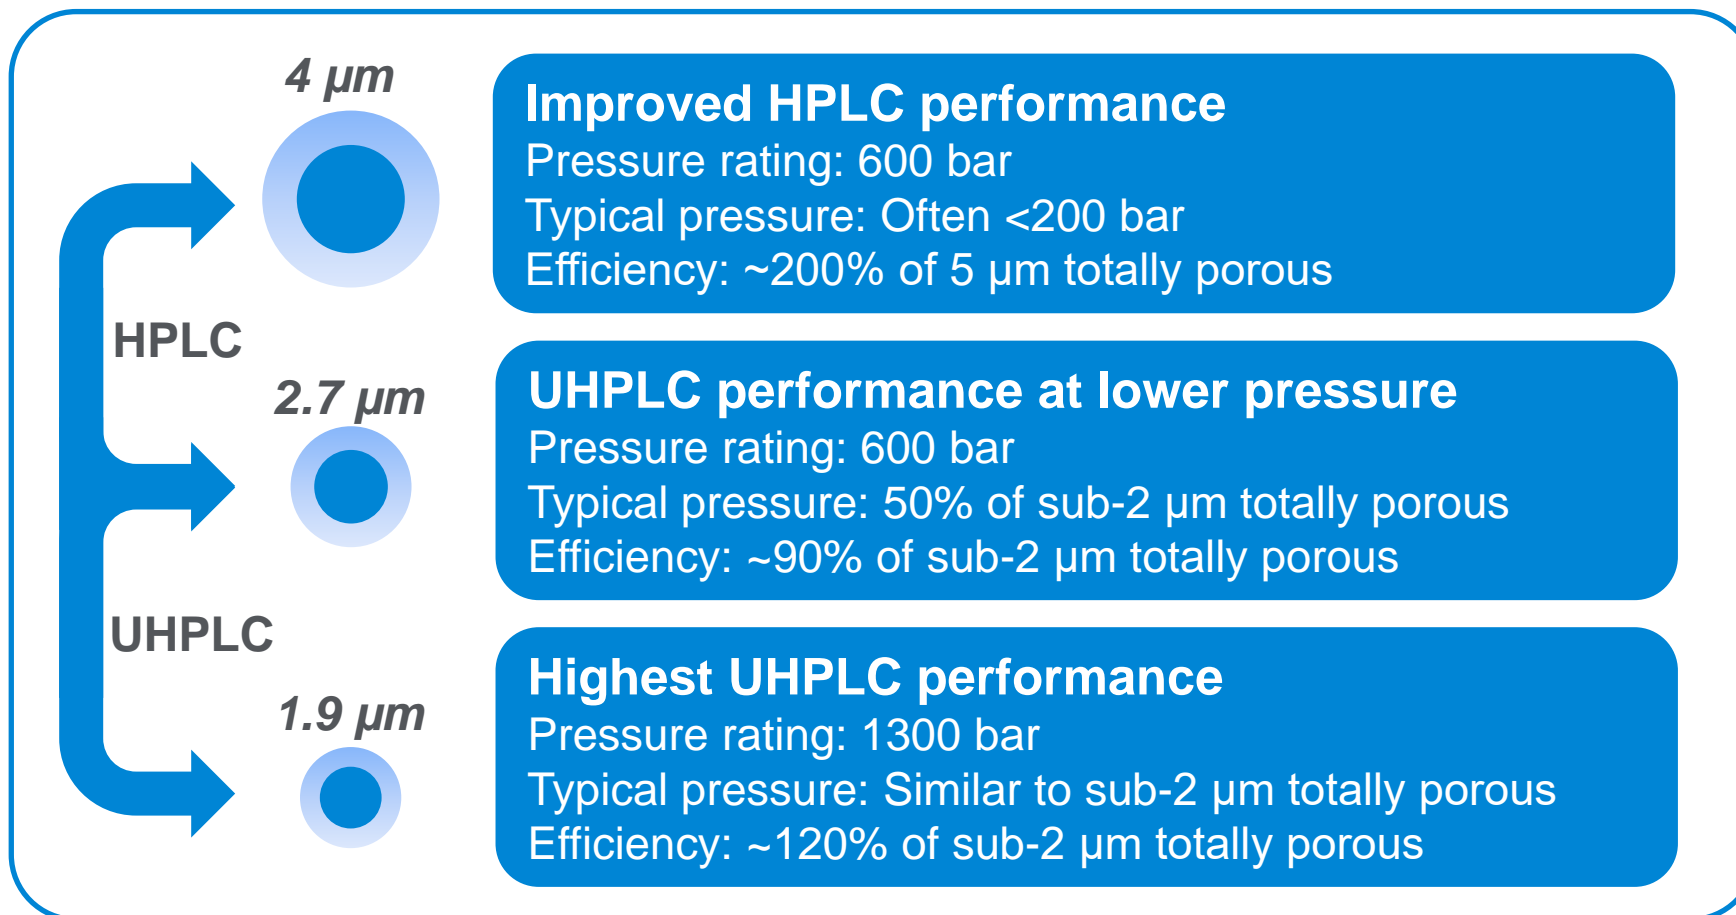 4 µm
Improved HPLC performance
Pressure rating: 600 bar
Typical pressure: Often <200 bar
Efficiency: ~200% of 5 µm totally porous
HPLC
2.7 µm
UHPLC performance at lower pressure
Pressure rating: 600 bar
Typical pressure: 50% of sub-2 µm totally porous
Efficiency: ~90% of sub-2 µm totally porous
UHPLC
1.9 µm
Highest UHPLC performance
Pressure rating: 1300 bar
Typical pressure: Similar to sub-2 µm totally porous
Efficiency: ~120% of sub-2 µm totally porous